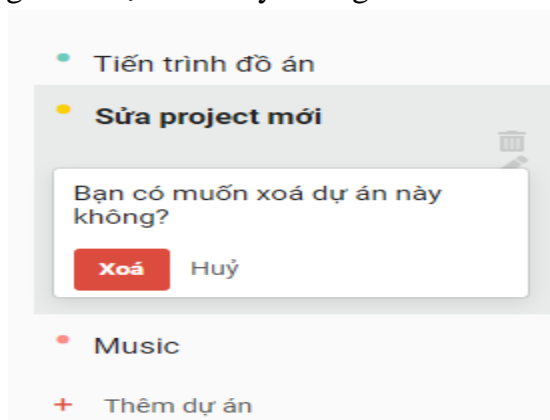 Tiến trình đồ án
Sửa project mới
Bạn có muốn xoá dự án này
không?
Xoá Huỷ
Music
+ Thêm dự án